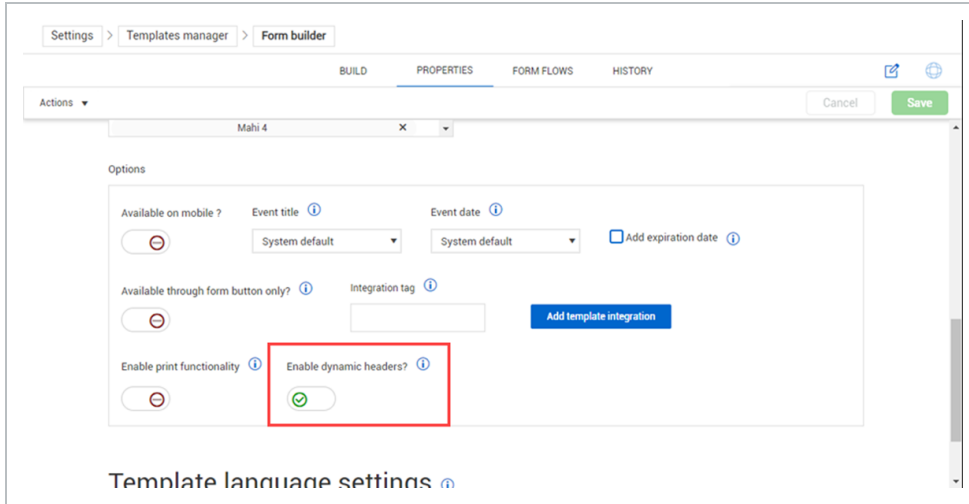 Settings > Templates manager > Form builder
BUILD PROPERTIES FORM FLOWS HISTORY
Actions Cancel Save
Mahi 4
Options
Available on mobile ? Event title Event date
System default System default Add expiration date
Available through form button only? Integration tag
Add template integration
Enable print functionality Enable dynamic headers?
Template language settings